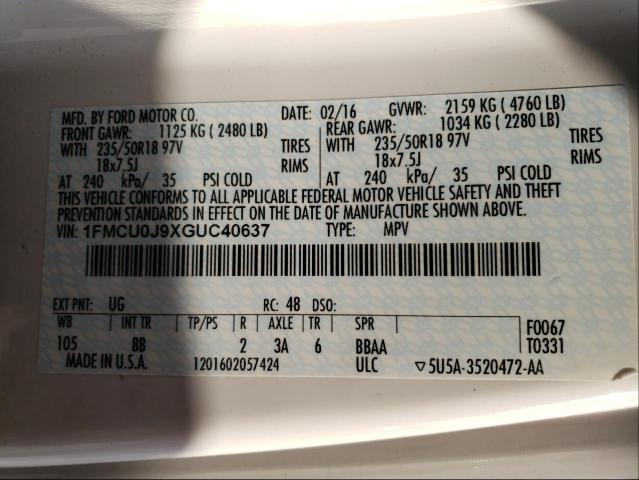 MFD. BY FORD MOTOR CO.
DATE: 02/16 GVWR: 2159 KG (4760 LB)
FRONT GAWR: 1125 KG (2480 LB)
REAR GAWR: 1034 KG (2280 LB)
WITH 235/50R18 97V TIRES
WITH 235/50R18 97V TIRES
18x7.5J RIMS
18x7.5J RIMS
AT 240 kPa/ 35 PSI COLD
AT 240 kPa/ 35 PSI COLD
THIS VEHICLE CONFORMS TO ALL APPLICABLE FEDERAL MOTOR VEHICLE SAFETY AND THEFT
PREVENTION STANDARDS IN EFFECT ON THE DATE OF MANUFACTURE SHOWN ABOVE.
VIN: 1FMCU0J9XGUC40637 TYPE: MPV
EXT PNT: UG RC: 48 DSO:
WB INT TR TP/PS R AXLE TR SPR F0067
105 8B 2 3A 6 BBAA T0331
MADE IN U.S.A. 1201602057424 ULC ▽5U5A-3520472-AA